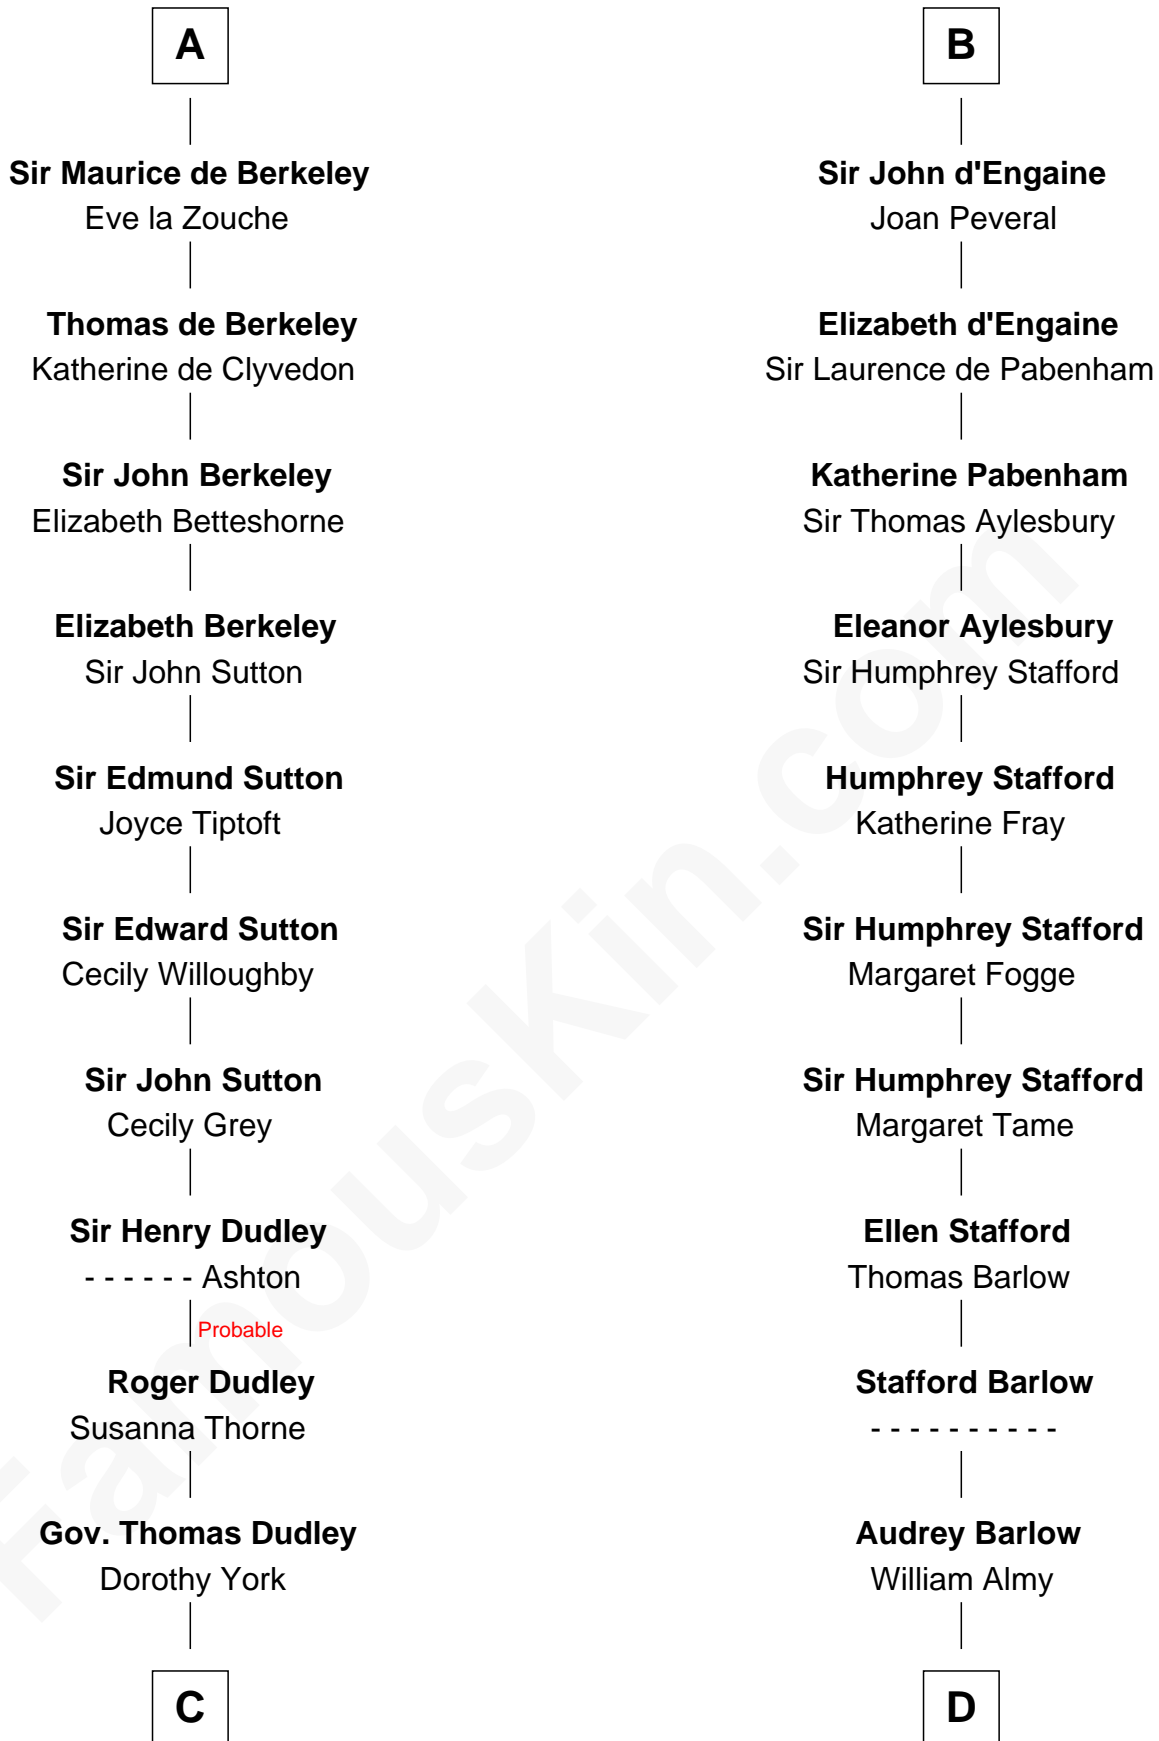 A
Sir Maurice de Berkeley
Eve la Zouche
Thomas de Berkeley
Katherine de Clyvedon
Sir John Berkeley
Elizabeth Betteshorne
Elizabeth Berkeley
Sir John Sutton
Sir Edmund Sutton
Joyce Tiptoft
Sir Edward Sutton
Cecily Willoughby
Sir John Sutton
Cecily Grey
Sir Henry Dudley
- - - - - - Ashton
Probable
Roger Dudley
Susanna Thorne
Gov. Thomas Dudley
Dorothy York
C
B
Sir John d'Engaine
Joan Peveral
Elizabeth d'Engaine
Sir Laurence de Pabenham
Katherine Pabenham
Sir Thomas Aylesbury
Eleanor Aylesbury
Sir Humphrey Stafford
Humphrey Stafford
Katherine Fray
Sir Humphrey Stafford
Margaret Fogge
Sir Humphrey Stafford
Margaret Tame
Ellen Stafford
Thomas Barlow
Stafford Barlow
- - - - - - - - - -
Audrey Barlow
William Almy
D
FamousKin.com